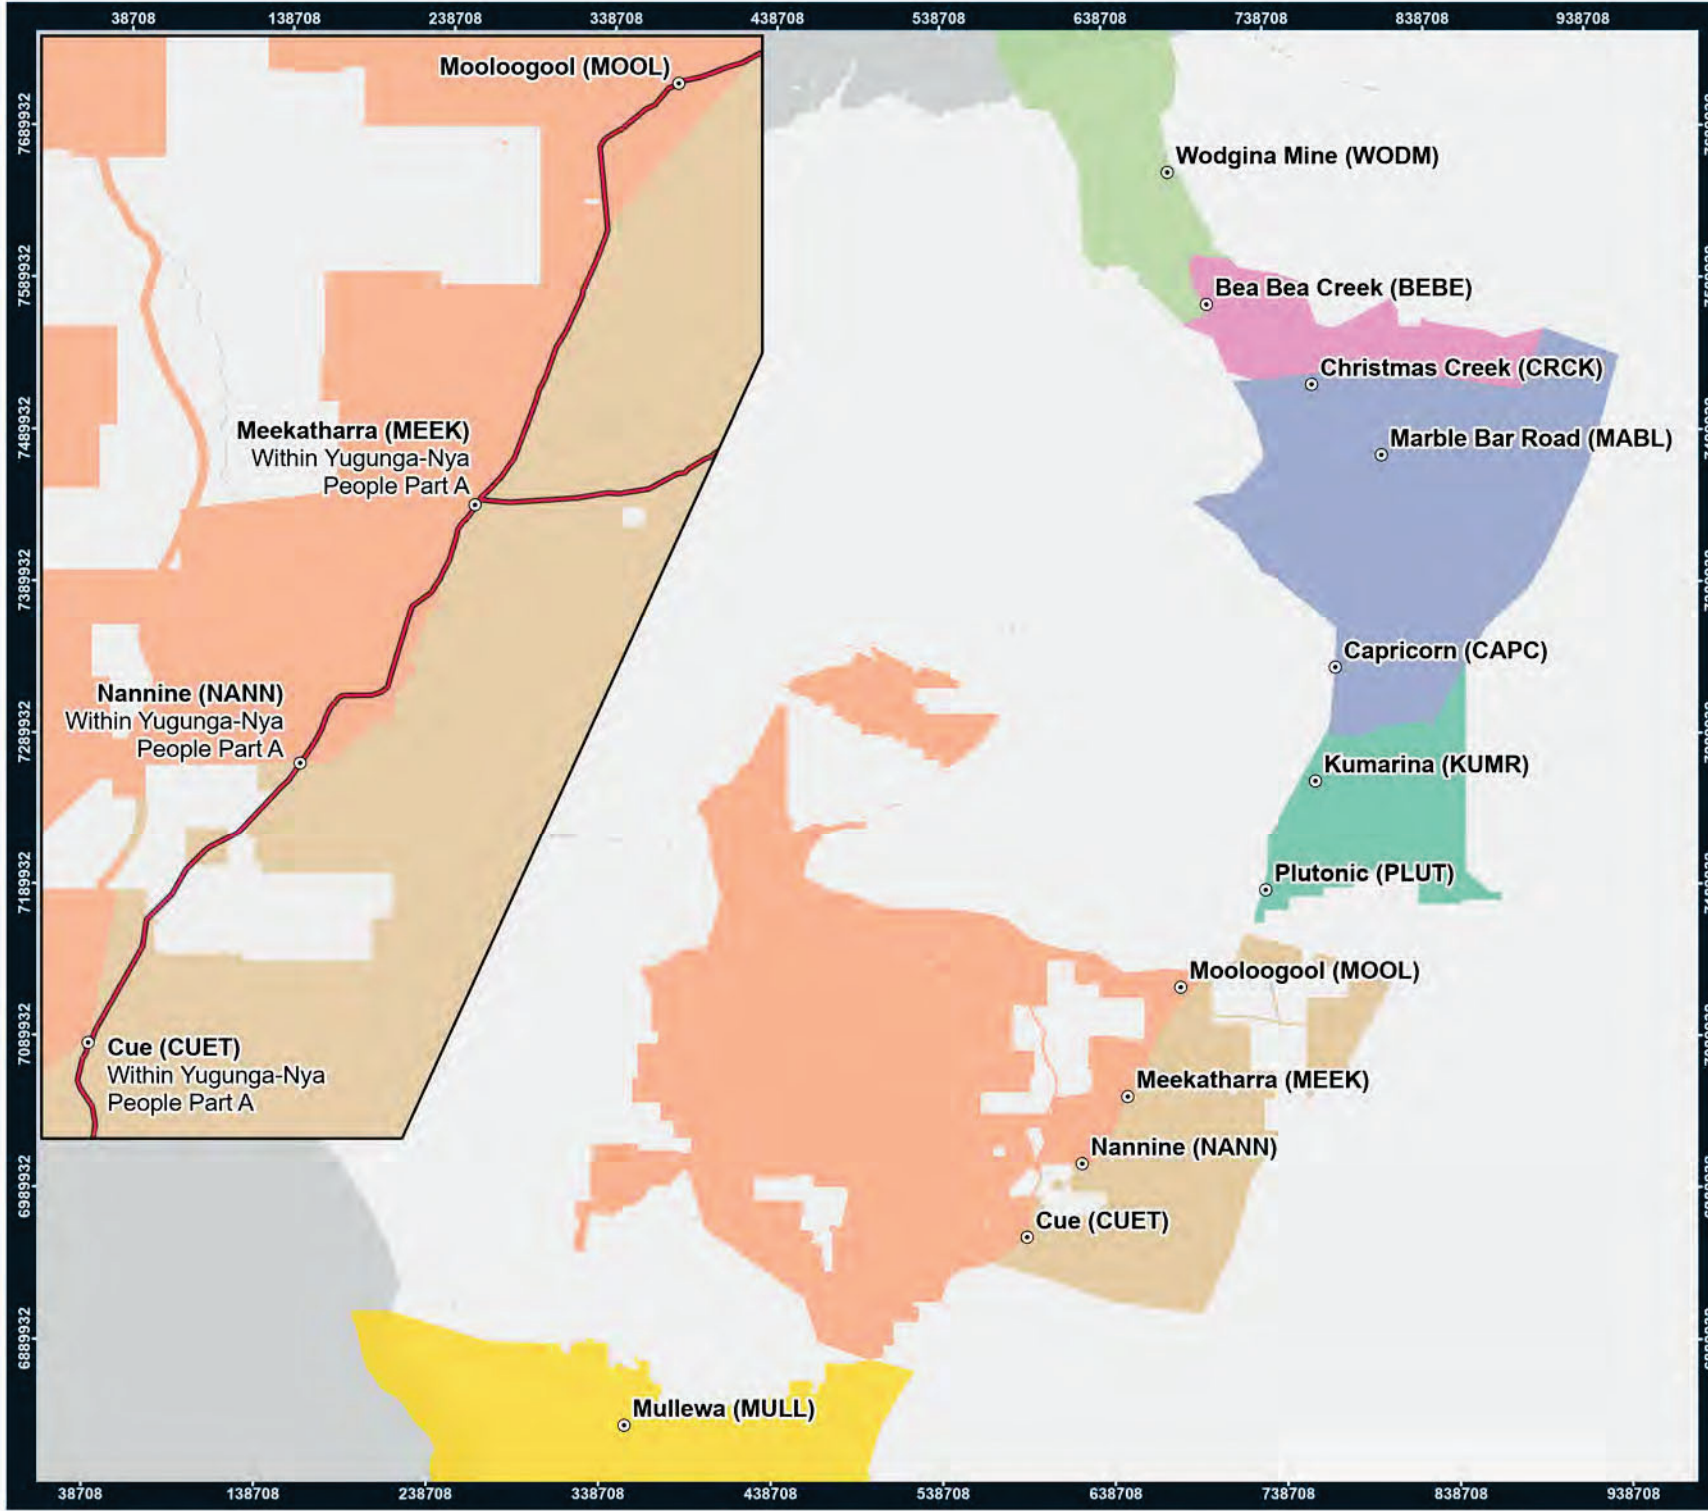 38708 138708 238708 338708 438708 538708 638708 738708 838708 938708
Mooloogool (MOOL)
7689932
Wodgina Mine (WODM)
7589932
Bea Bea Creek (BEBE)
Christmas Creek (CRCK)
7489932
Meekatharra (MEEK)
Within Yugunga-Nya
People Part A
Marble Bar Road (MABL)
7389932
Capricorn (CAPC)
Nannine (NANN)
Within Yugunga-Nya
People Part A
7289932
Kumarina (KUMR)
7189932
Plutonic (PLUT)
Mooloogool (MOOL)
7089932
Cue (CUET)
Within Yugunga-Nya
People Part A
Meekatharra (MEEK)
Nannine (NANN)
6989932
Cue (CUET)
6889932
Mullewa (MULL)
38708 138708 238708 338708 438708 538708 638708 738708 838708 938708